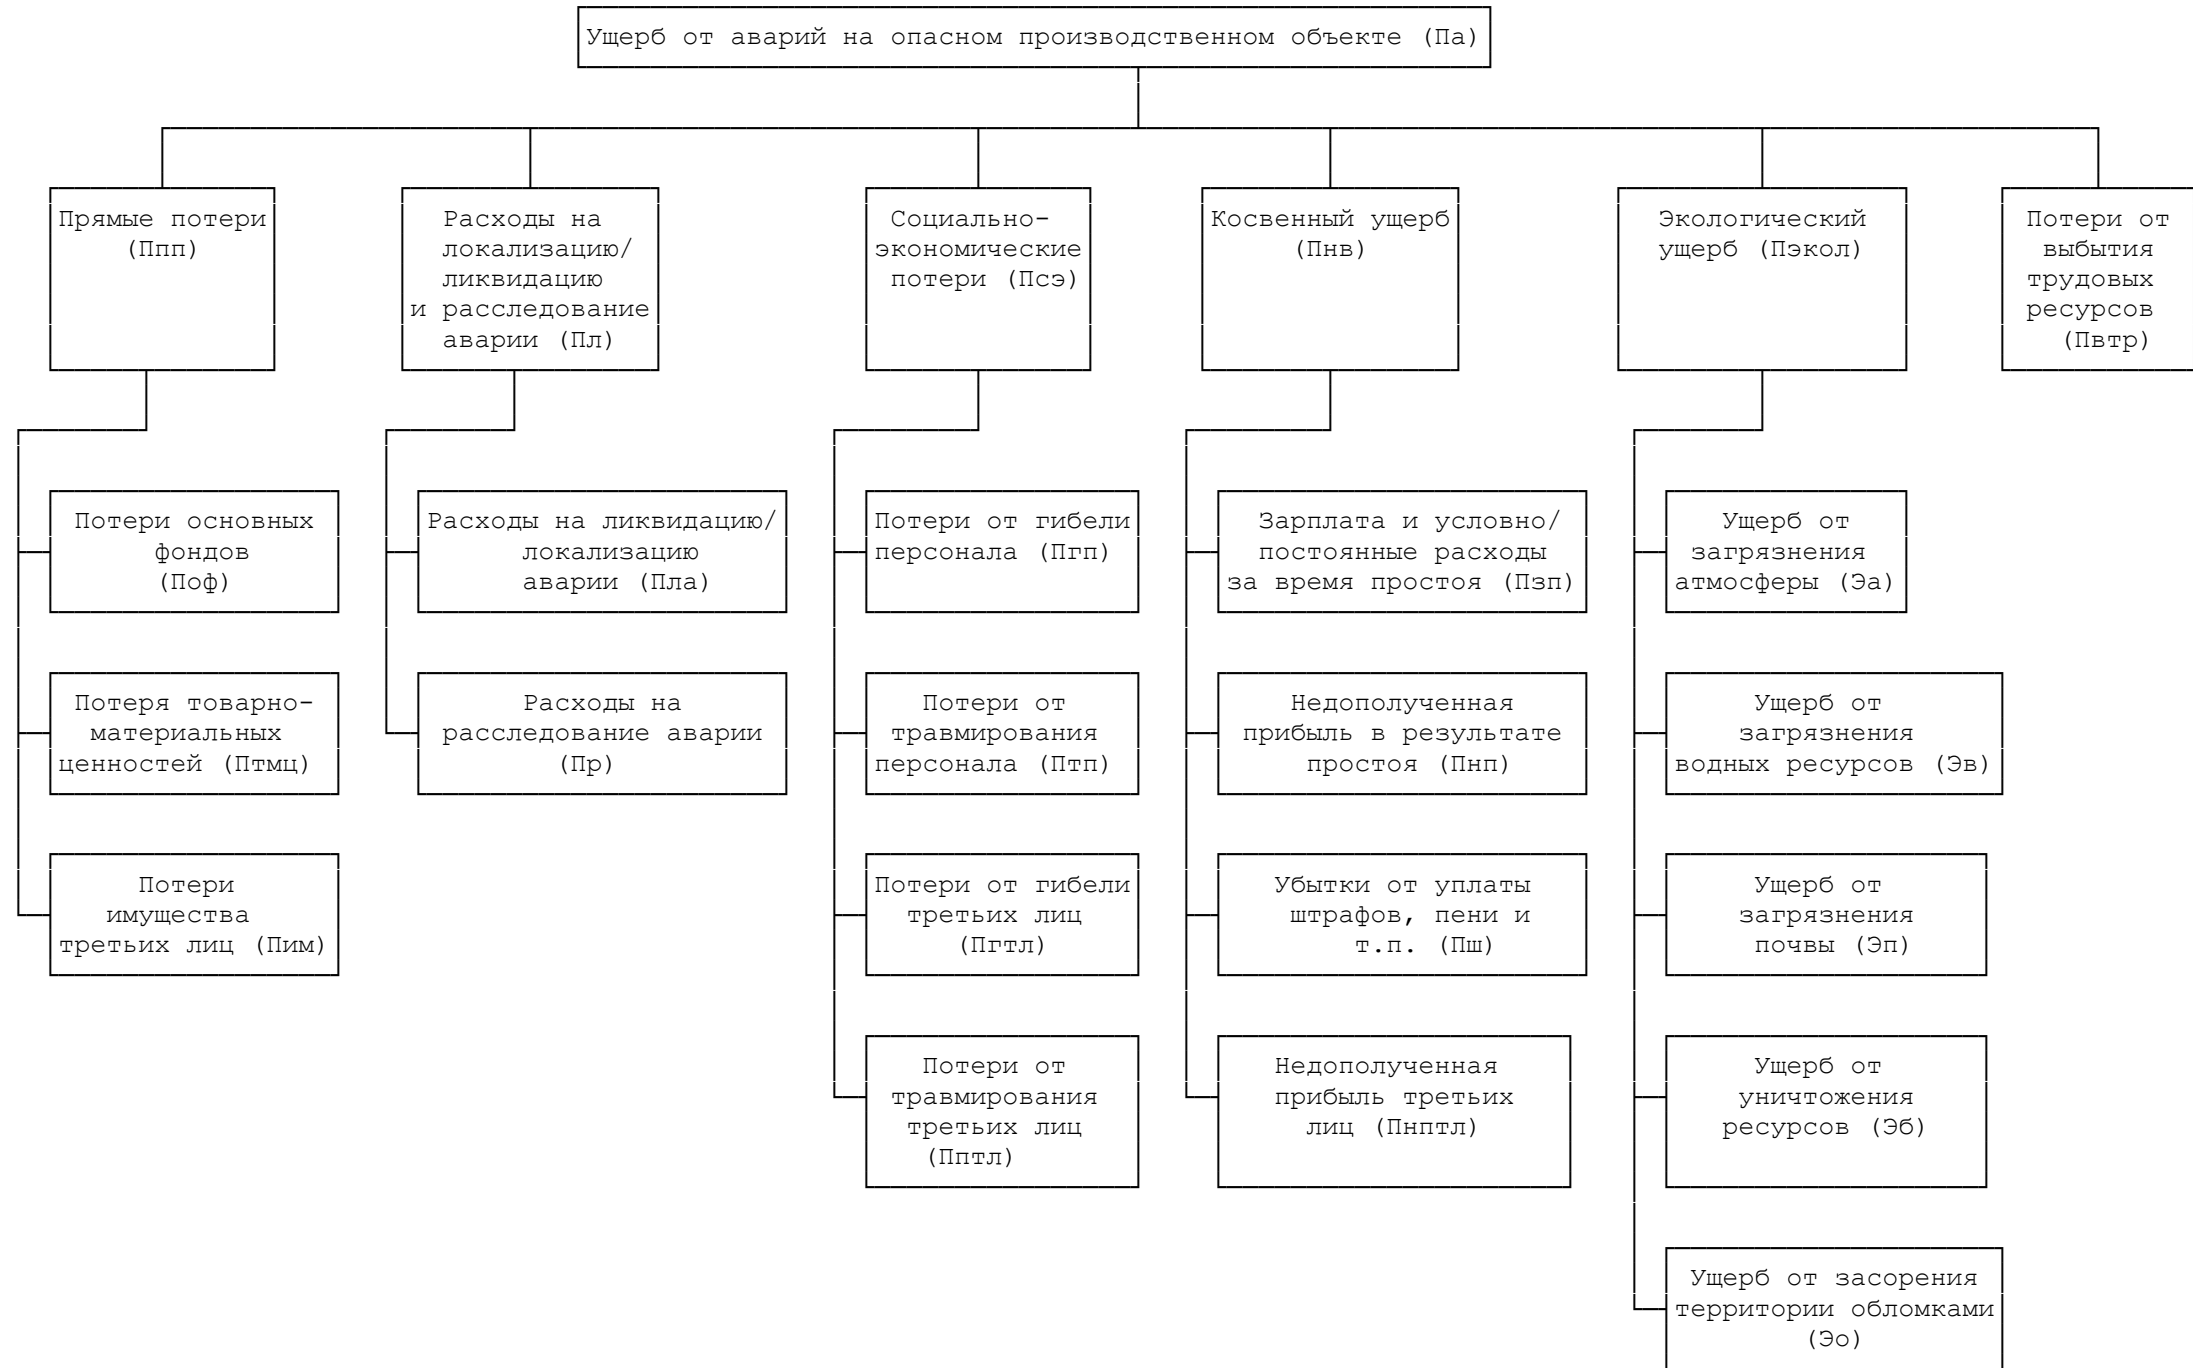 Ущерб от аварий на опасном производственном объекте (Па)
Прямые потери
(Ппп)
Расходы на
локализацию/
ликвидацию
и расследование
аварии (Пл)
Социально-
экономические
потери (Псэ)
Косвенный ущерб
(Пнв)
Экологический
ущерб (Пэкол)
Потери от
выбытия
трудовых
ресурсов
(Пвтр)
Потери основных
фондов
(Поф)
Расходы на ликвидацию/
локализацию
аварии (Пла)
Потери от гибели
персонала (Пгп)
Зарплата и условно/
постоянные расходы
за время простоя (Пзп)
Ущерб от
загрязнения
атмосферы (Эа)
Потеря товарно-
материальных
ценностей (Птмц)
Расходы на
расследование аварии
(Пр)
Потери от
травмирования
персонала (Птп)
Недополученная
прибыль в результате
простоя (Пнп)
Ущерб от
загрязнения
водных ресурсов (Эв)
Потери
имущества
третьих лиц (Пим)
Потери от гибели
третьих лиц
(Пгтл)
Убытки от уплаты
штрафов, пени и
т.п. (Пш)
Ущерб от
загрязнения
почвы (Эп)
Потери от
травмирования
третьих лиц
(Пптл)
Недополученная
прибыль третьих
лиц (Пнптл)
Ущерб от
уничтожения
ресурсов (Эб)
Ущерб от засорения
территории обломками
(Эо)